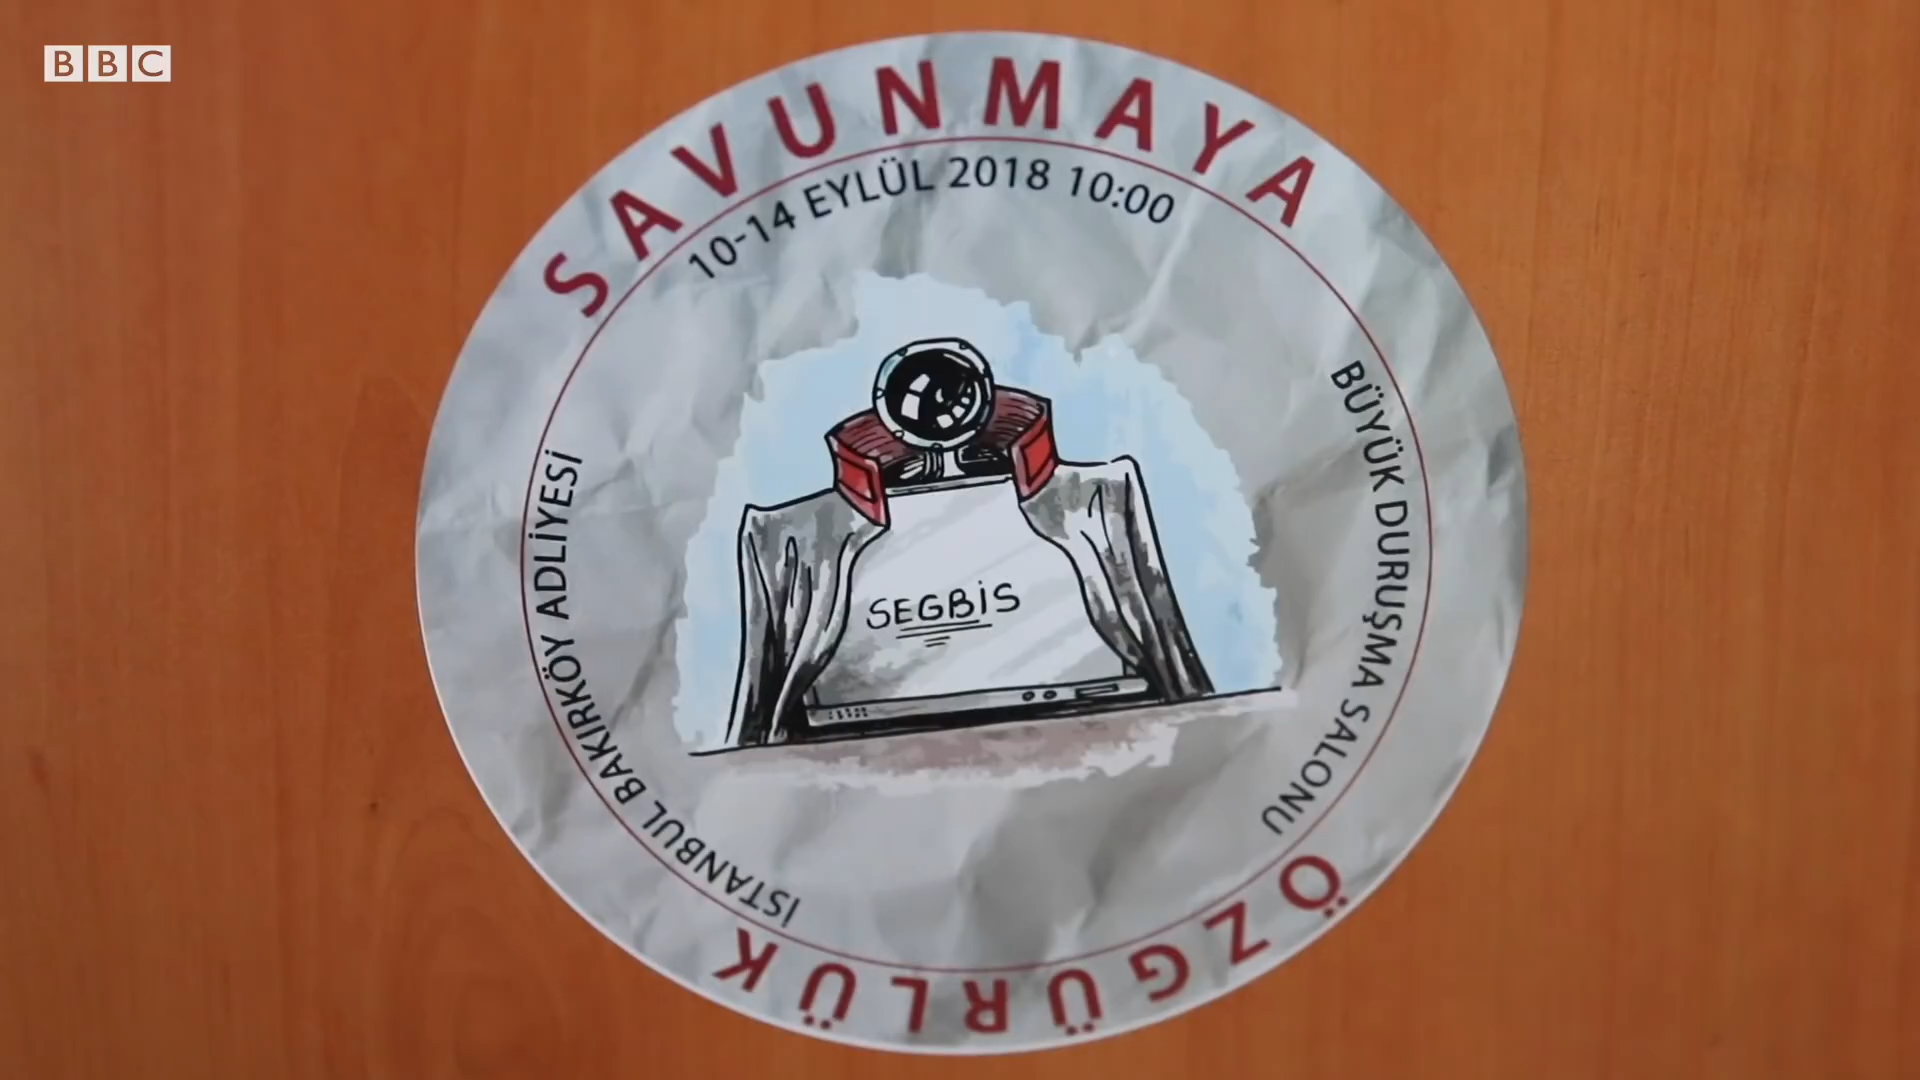 BBC
SAVUNMAYA
10-14 EYLÜL 2018 10:00
BÜYÜK DURUŞMA SALONU
SEGBİS
İSTANBUL BAKIRKÖY ADLİYESİ
ÖZGÜRLÜK